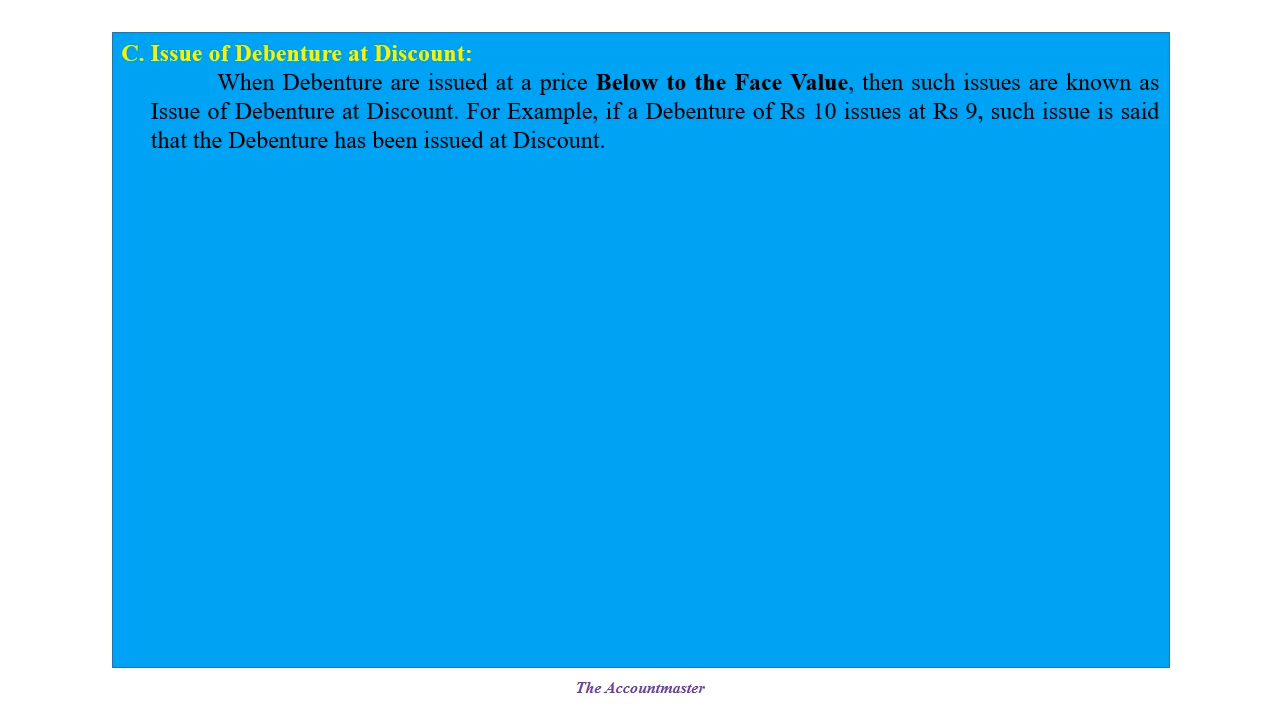 C. Issue of Debenture at Discount:
When Debenture are issued at a price Below to the Face Value, then such issues are known as
Issue of Debenture at Discount. For Example, if a Debenture of Rs 10 issues at Rs 9, such issue is said
that the Debenture has been issued at Discount.
The Accountmaster